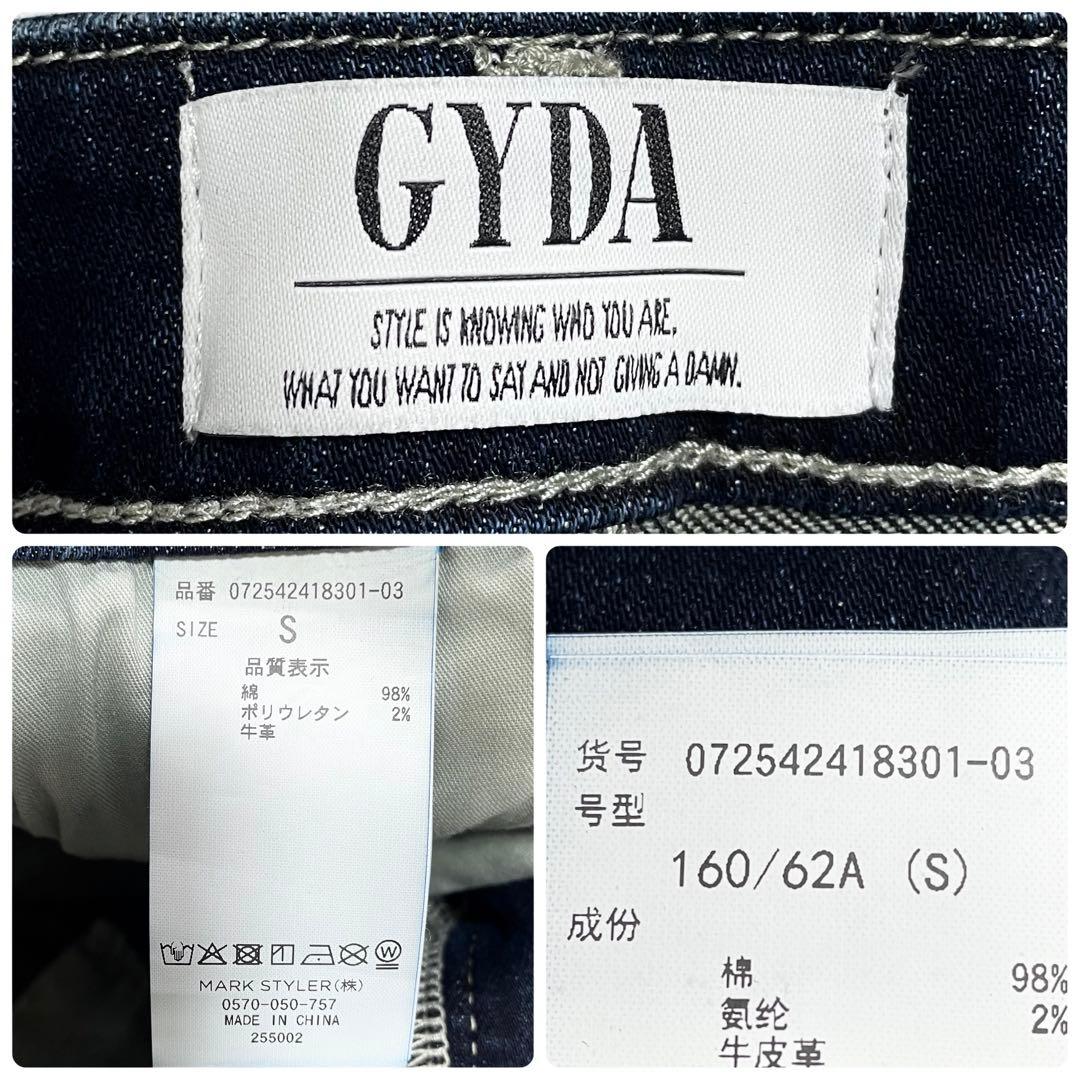 GYDA
STYLE IS KNOWING WHO YOU ARE,
WHAT YOU WANT TO SAY AND NOT GIVING A DAMN.
品番 072542418301-03
SIZE S
品質表示
綿 98%
ポリウレタン 2%
牛革
W
MARK STYLER(株)
0570-050-757
MADE IN CHINA
255002
货号 072542418301-03
号型
160/62A (S)
成份
棉 98%
氨纶 2%
牛皮革